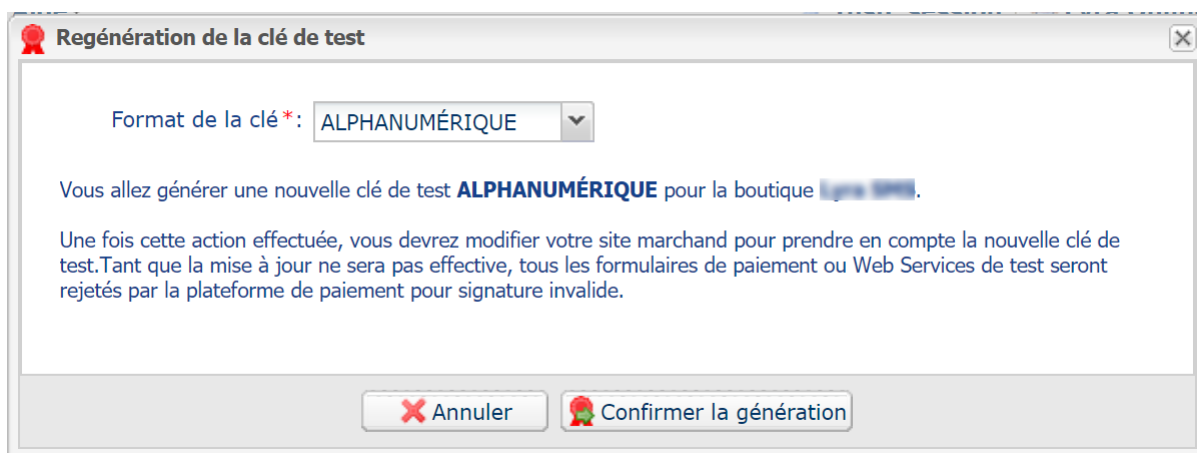 Regénération de la clé de test
Format de la clé*: ALPHANUMÉRIQUE
Vous allez générer une nouvelle clé de test ALPHANUMÉRIQUE pour la boutique .
Une fois cette action effectuée, vous devrez modifier votre site marchand pour prendre en compte la nouvelle clé de
test.Tant que la mise à jour ne sera pas effective, tous les formulaires de paiement ou Web Services de test seront
rejetés par la plateforme de paiement pour signature invalide.
Annuler Confirmer la génération